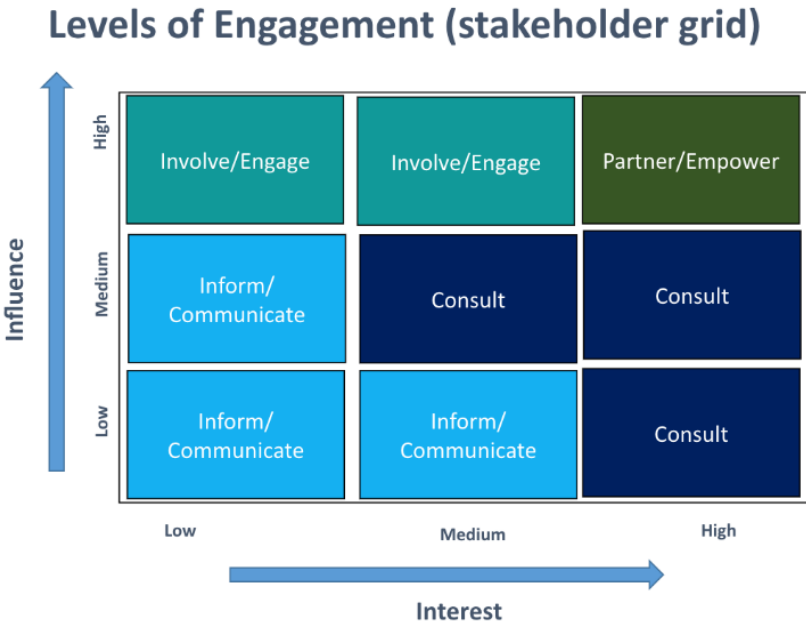 Levels of Engagement (stakeholder grid)
Influence
High
Involve/Engage
Involve/Engage
Partner/Empower
Medium
Inform/
Communicate
Consult
Consult
Low
Inform/
Communicate
Inform/
Communicate
Consult
Low
Medium
High
Interest